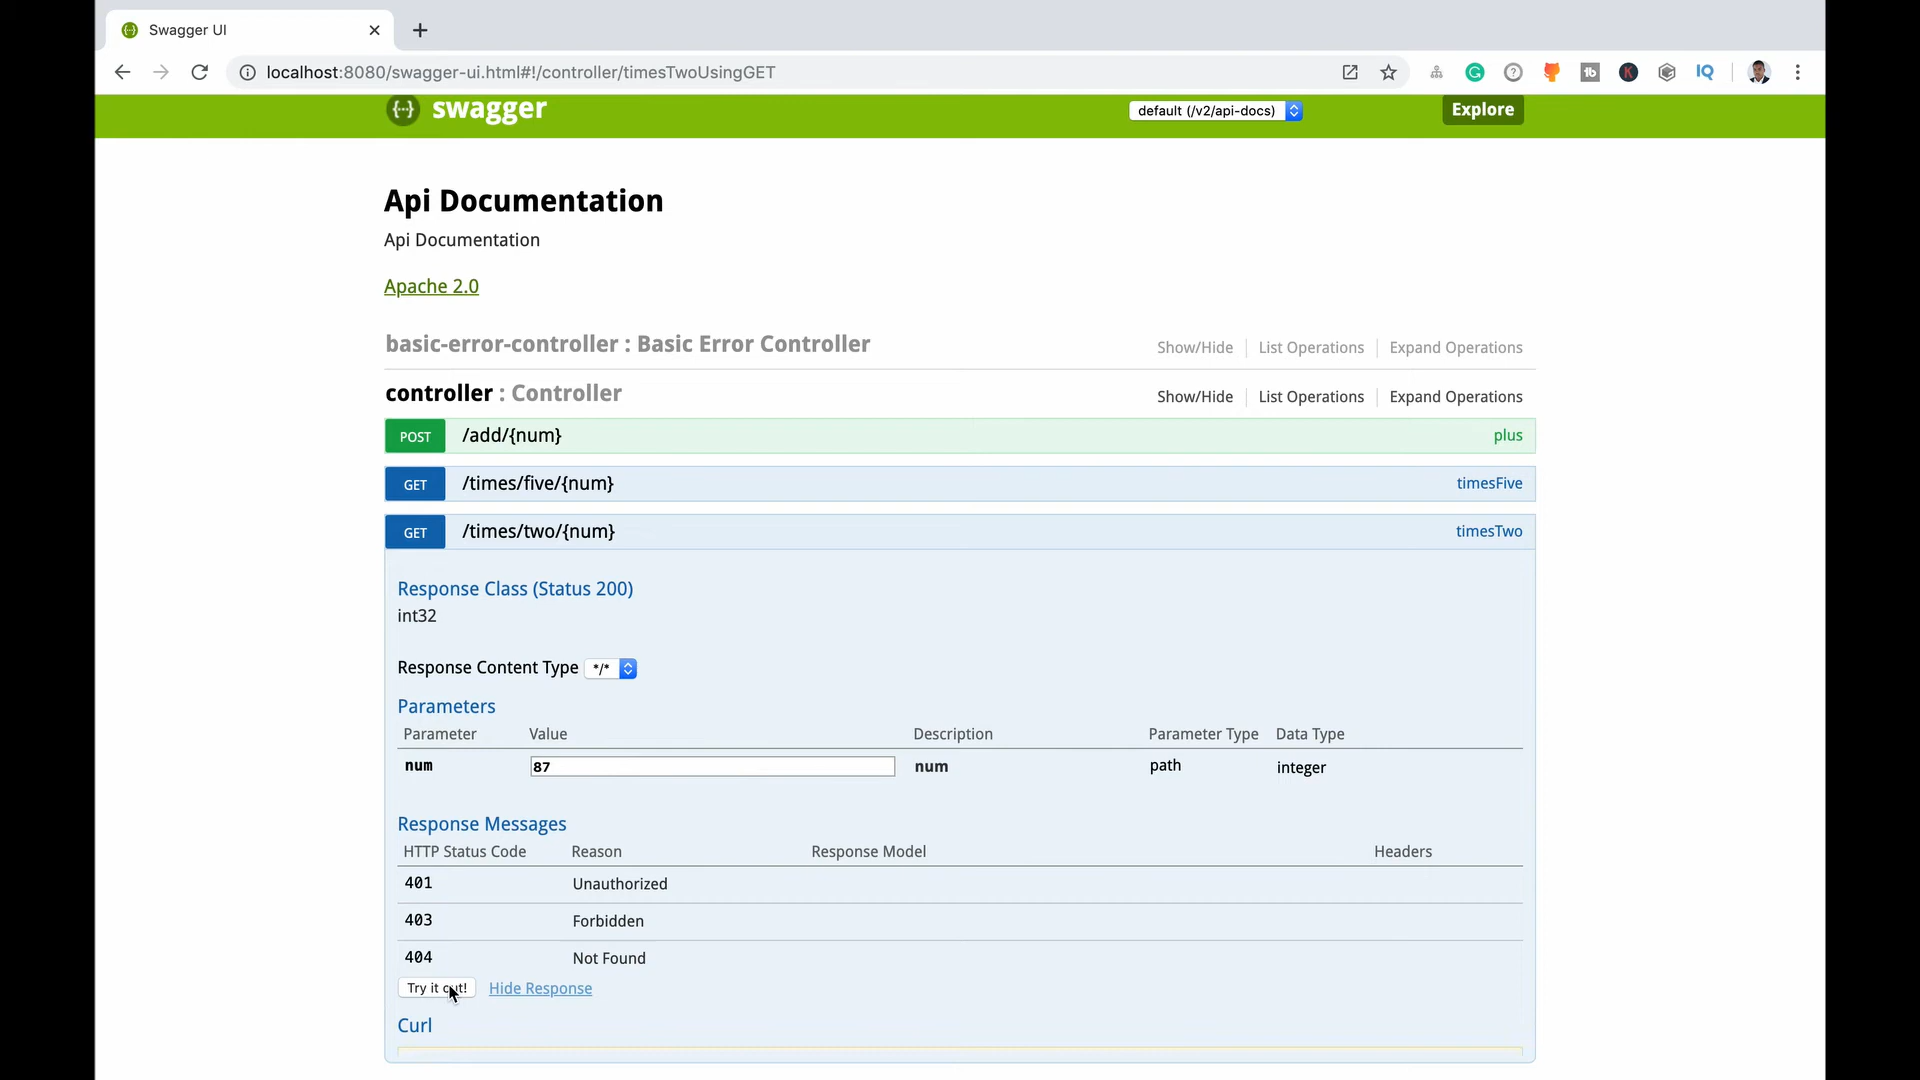 Swagger UI
localhost:8080/swagger-ui.html#!/controller/timesTwoUsingGET
tb
K
IQ
{··} swagger
default (/v2/api-docs)
Explore
Api Documentation
Api Documentation
Apache 2.0
basic-error-controller : Basic Error Controller
Show/Hide List Operations Expand Operations
controller : Controller
Show/Hide List Operations Expand Operations
POST /add/{num} plus
GET /times/five/{num} timesFive
GET /times/two/{num} timesTwo
Response Class (Status 200)
int32
Response Content Type */*
Parameters
Parameter Value Description Parameter Type Data Type
num 87 num path integer
Response Messages
HTTP Status Code Reason Response Model Headers
401 Unauthorized
403 Forbidden
404 Not Found
Try it out! Hide Response
Curl